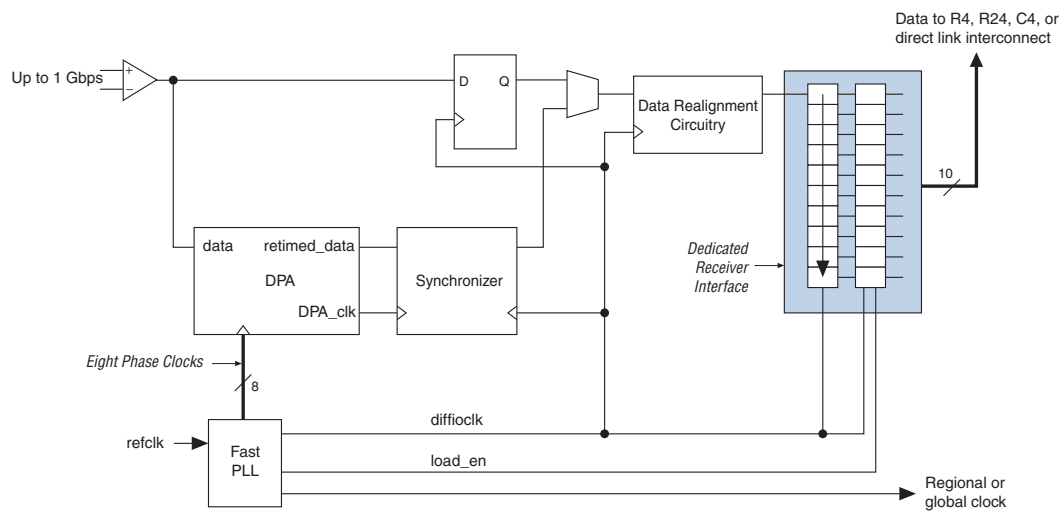 Data to R4, R24, C4, or
direct link interconnect
Up to 1 Gbps
+
–
D Q
Data Realignment
Circuitry
10
data retimed_data
DPA
DPA_clk
Synchronizer
Dedicated
Receiver
Interface
Eight Phase Clocks
8
diffioclk
refclk
Fast
PLL
load_en
Regional or
global clock